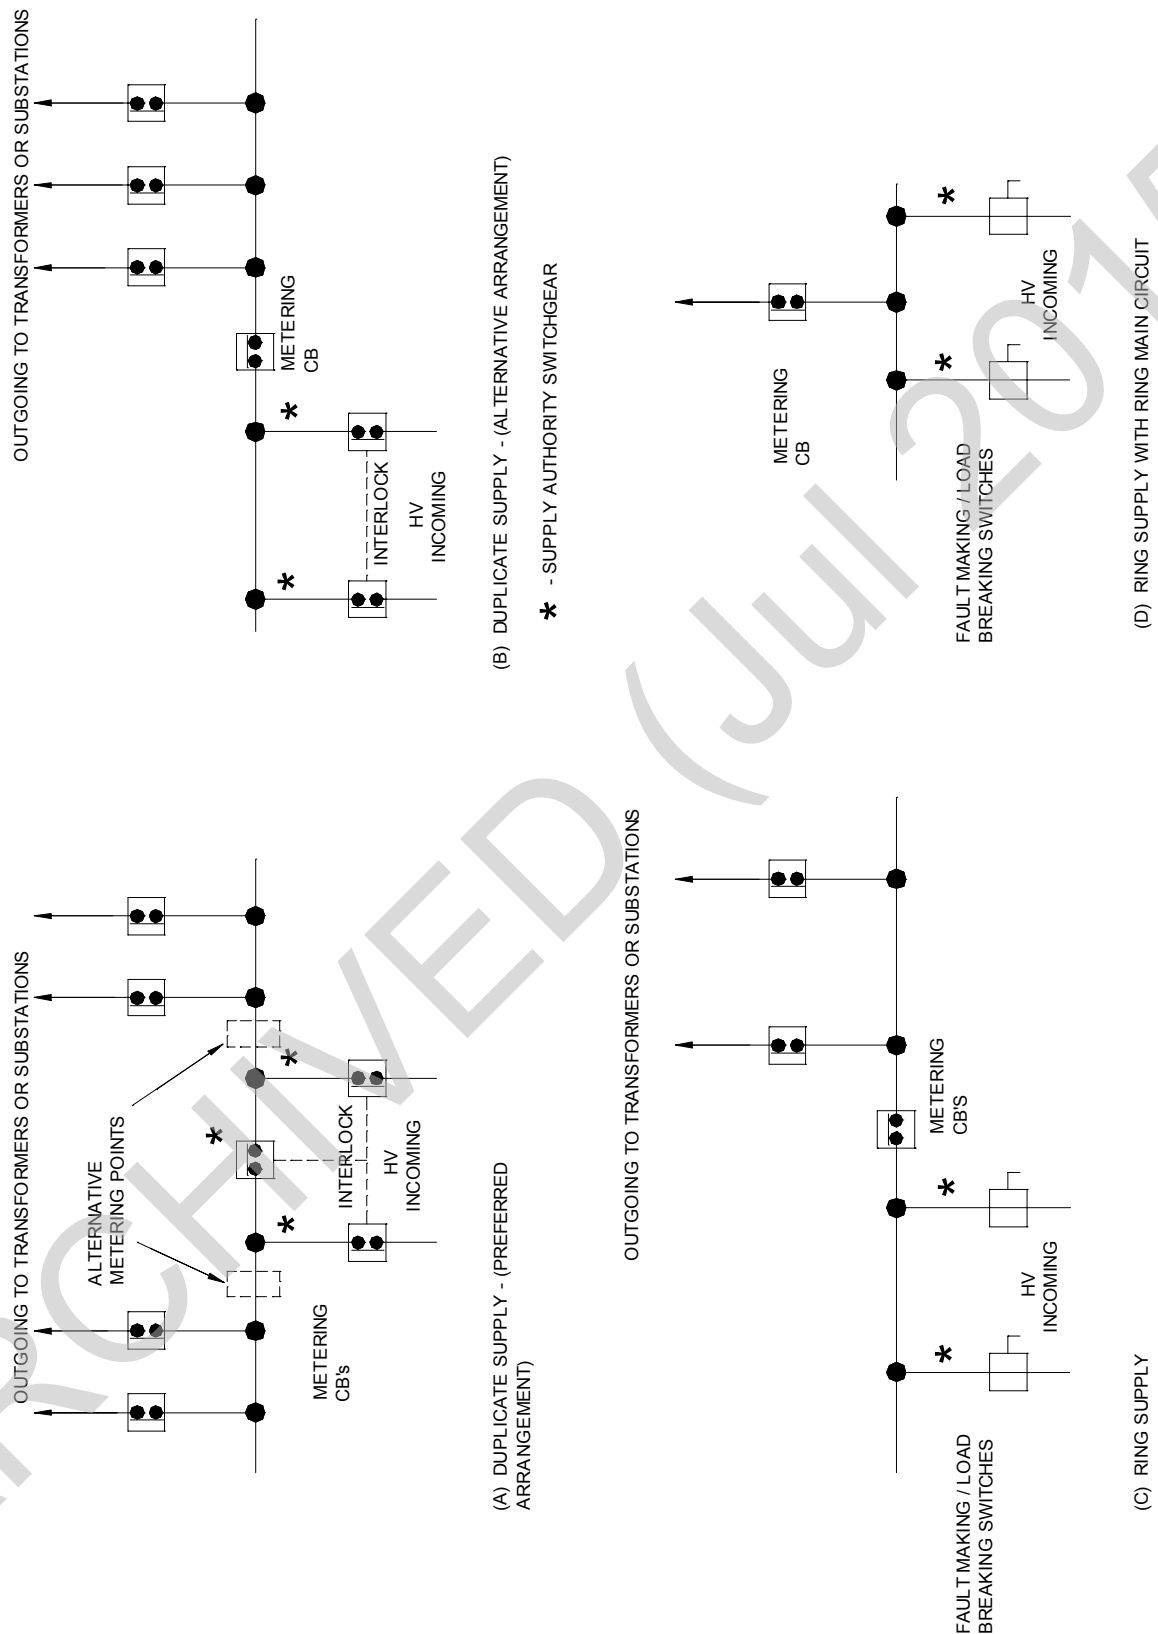 OUTGOING TO TRANSFORMERS OR SUBSTATIONS
ALTERNATIVE
METERING POINTS
*
*
*
METERING
CB's
INTERLOCK
HV
INCOMING
(A) DUPLICATE SUPPLY - (PREFERRED
ARRANGEMENT)
OUTGOING TO TRANSFORMERS OR SUBSTATIONS
*
*
METERING
CB
INTERLOCK
HV
INCOMING
(B) DUPLICATE SUPPLY - (ALTERNATIVE ARRANGEMENT)
* - SUPPLY AUTHORITY SWITCHGEAR
OUTGOING TO TRANSFORMERS OR SUBSTATIONS
METERING
CB'S
*
*
FAULT MAKING / LOAD
BREAKING SWITCHES
HV
INCOMING
(C) RING SUPPLY
METERING
CB
*
*
FAULT MAKING / LOAD
BREAKING SWITCHES
HV
INCOMING
(D) RING SUPPLY WITH RING MAIN CIRCUIT
ARCHIVED (Jul 2015